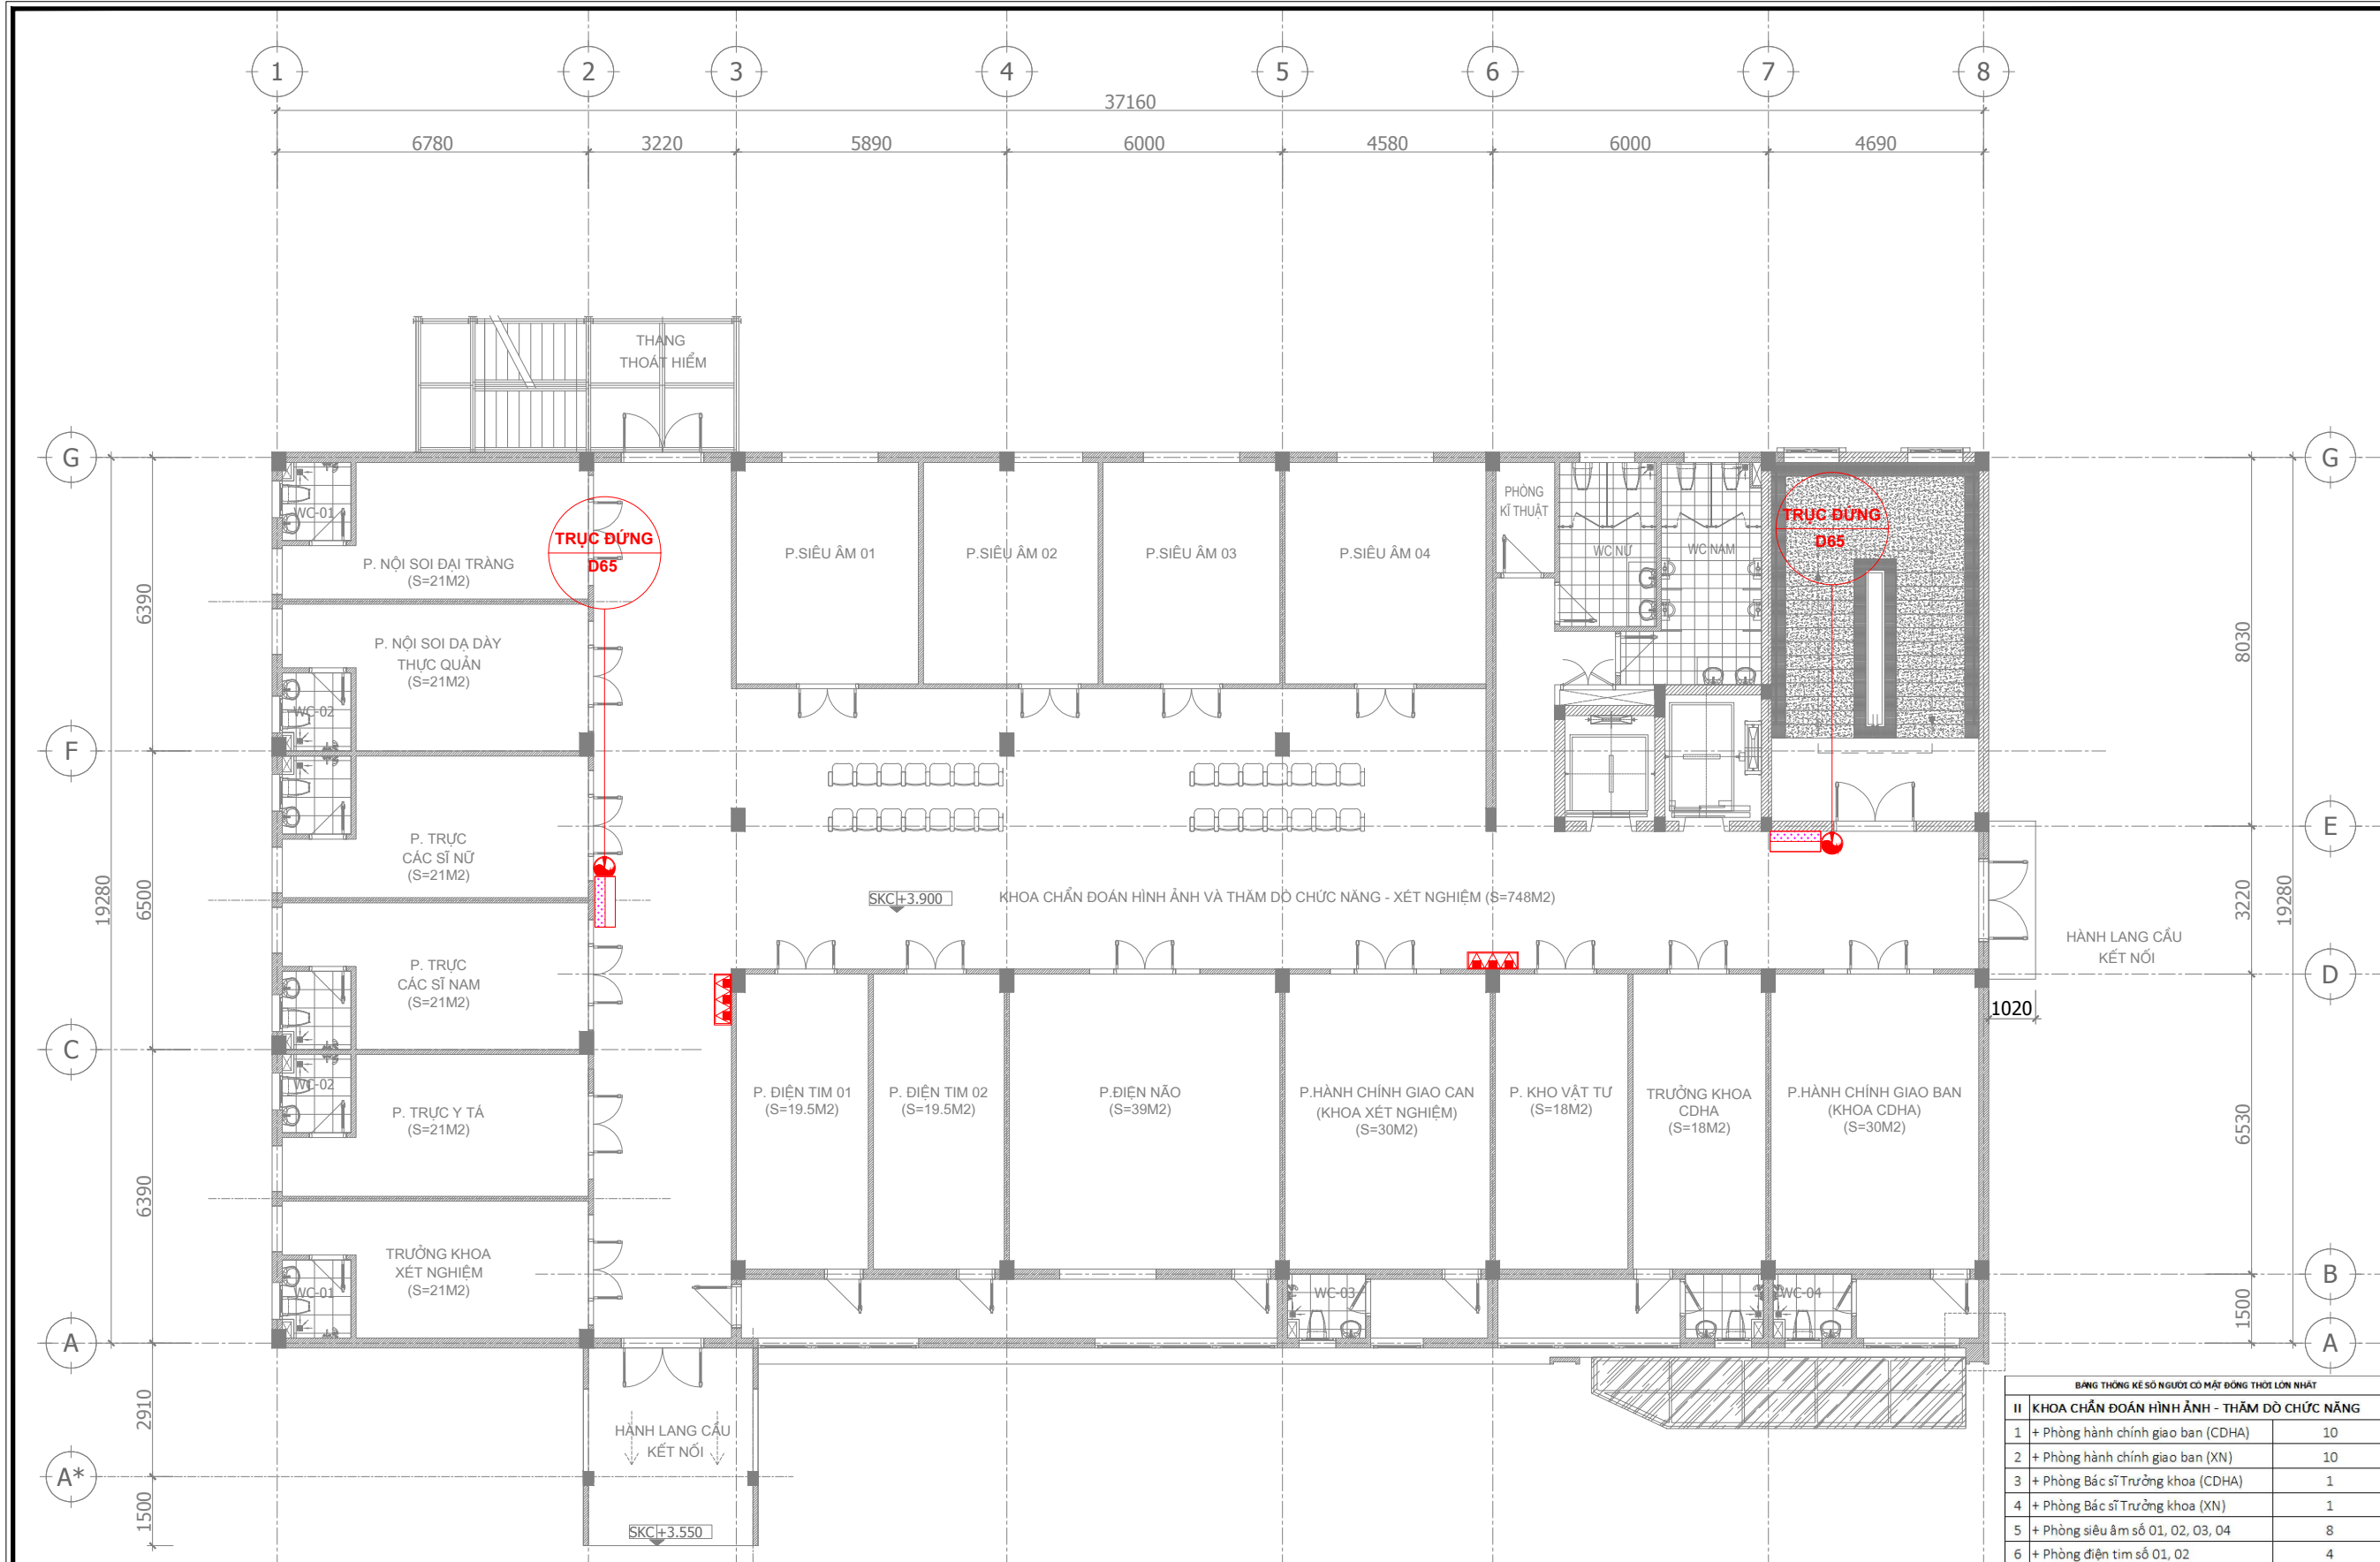 1 2 3 4 5 6 7 8
37160
6780 3220 5890 6000 4580 6000 4690
THANG
THOÁT HIỂM
G G
WC-01
P. NỘI SOI ĐẠI TRÀNG
(S=21M2)
TRỤC ĐỨNG
D65
P.SIÊU ÂM 01
P.SIÊU ÂM 02
P.SIÊU ÂM 03
P.SIÊU ÂM 04
PHÒNG
KĨ THUẬT
WC NỮ
WC NAM
TRỤC ĐỨNG
D65
6390
8030
P. NỘI SOI DẠ DÀY
THỰC QUẢN
(S=21M2)
WC-02
F
E
P. TRỰC
CÁC SĨ NỮ
(S=21M2)
19280
6500
SKC+3.900
KHOA CHẨN ĐOÁN HÌNH ẢNH VÀ THĂM DÒ CHỨC NĂNG - XÉT NGHIỆM (S=748M2)
3220
19280
HÀNH LANG CẦU
KẾT NỐI
P. TRỰC
CÁC SĨ NAM
(S=21M2)
D
1020
C
WC-02
P. TRỰC Y TÁ
(S=21M2)
P. ĐIỆN TIM 01
(S=19.5M2)
P. ĐIỆN TIM 02
(S=19.5M2)
P.ĐIỆN NÃO
(S=39M2)
P.HÀNH CHÍNH GIAO CAN
(KHOA XÉT NGHIỆM)
(S=30M2)
P. KHO VẬT TƯ
(S=18M2)
TRƯỞNG KHOA
CDHA
(S=18M2)
P.HÀNH CHÍNH GIAO BAN
(KHOA CDHA)
(S=30M2)
6530
6390
TRƯỞNG KHOA
XÉT NGHIỆM
(S=21M2)
WC-01
WC-03
WC-04
B
1500
A A
2910
HÀNH LANG CẦU
KẾT NỐI
A*
1500
SKC+3.550
BẢNG THỐNG KÊ SỐ NGƯỜI CÓ MẶT ĐỒNG THỜI LỚN NHẤT
II KHOA CHẨN ĐOÁN HÌNH ẢNH - THĂM DÒ CHỨC NĂNG
1 + Phòng hành chính giao ban (CDHA) 10
2 + Phòng hành chính giao ban (XN) 10
3 + Phòng Bác sĩ Trưởng khoa (CDHA) 1
4 + Phòng Bác sĩ Trưởng khoa (XN) 1
5 + Phòng siêu âm số 01, 02, 03, 04 8
6 + Phòng điện tim số 01, 02 4